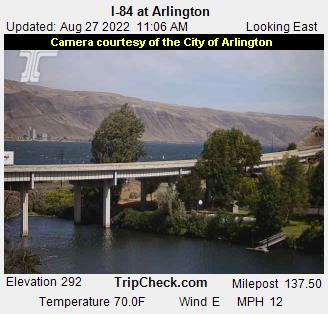 I-84 at Arlington
Updated: Aug 27 2022 11:06 AM Looking East
Camera courtesy of the City of Arlington
Elevation 292 TripCheck.com Milepost 137.50
Temperature 70.0F Wind E MPH 12